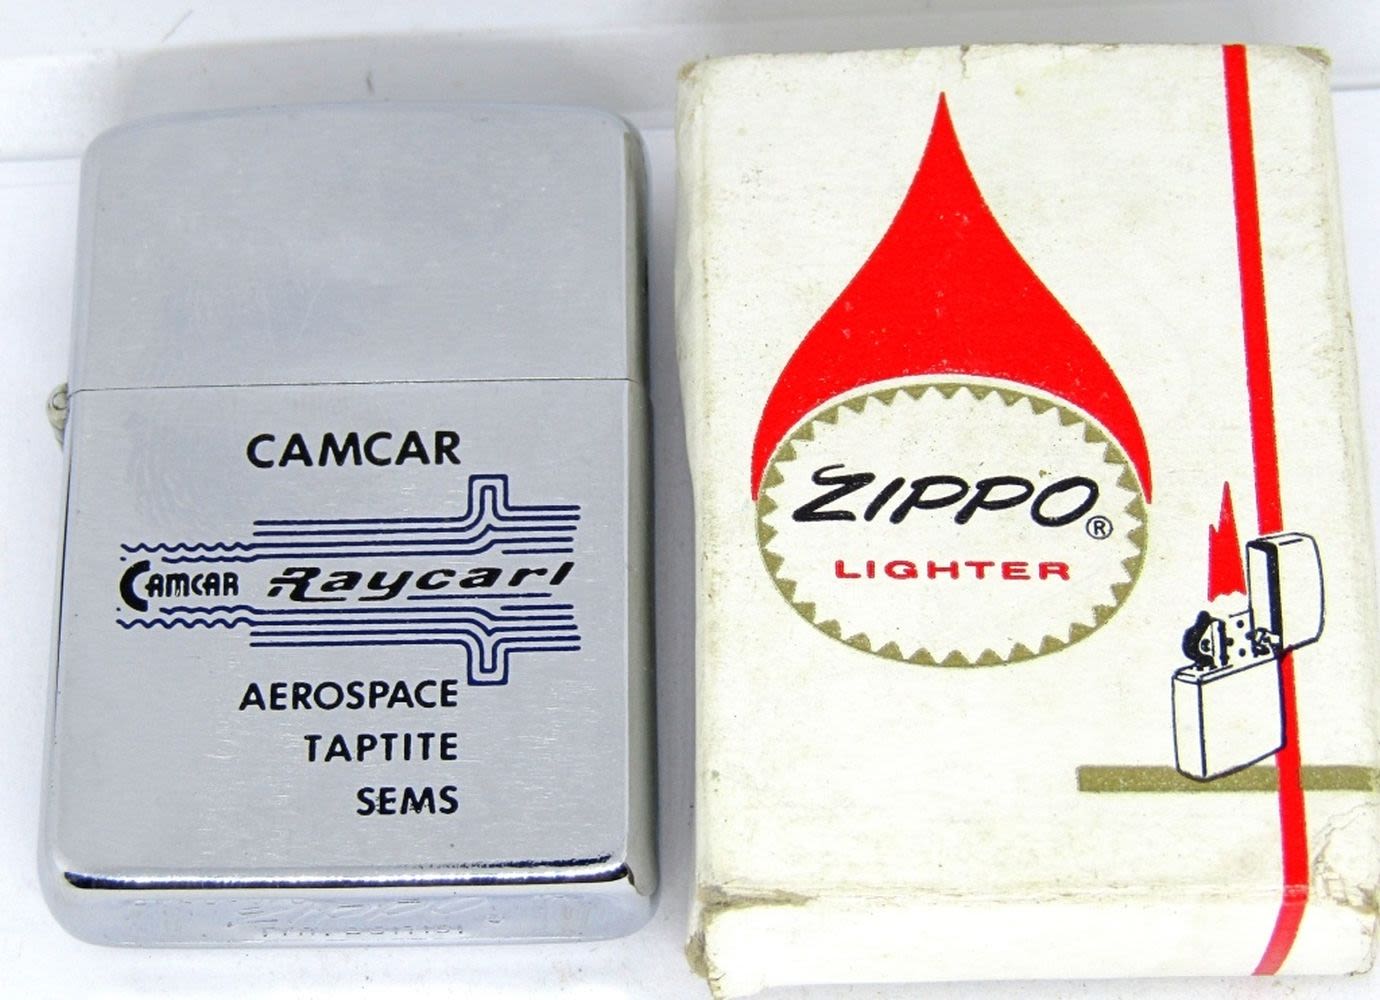 CAMCAR
CAMCAR Raycarl
AEROSPACE
TAPTITE
SEMS
ZIPPO®
LIGHTER